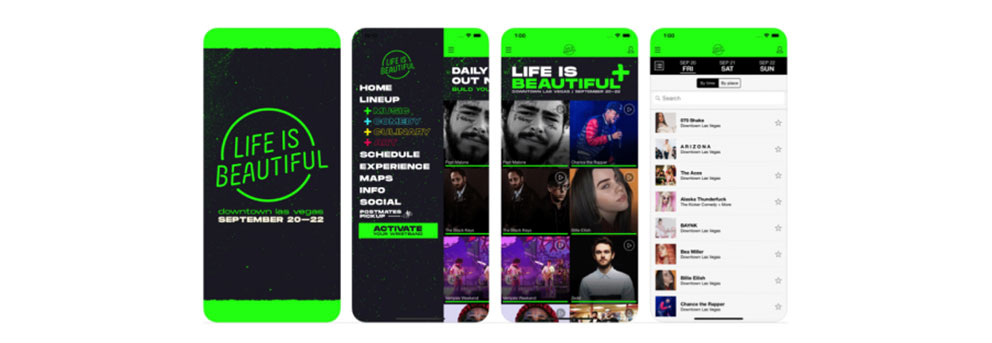 LIFE IS
BEAUTIFUL
downtown las vegas
SEPTEMBER 20—22
LIFE IS
BEAUTIFUL
HOME
LINEUP
+ MUSIC
+ COMEDY
+ CULINARY
+ ART
SCHEDULE
EXPERIENCE
MAPS
INFO
SOCIAL
POSTMATES
PICKUP
ACTIVATE
YOUR WRISTBAND
1:00
DAILY
OUT N
BUILD YOU
Post Malone
The Black Keys
Vampire Weekend
1:00
LIFE IS
BEAUTIFUL+
DOWNTOWN LAS VEGAS | SEPTEMBER 20-22
Post Malone
Chance the Rapper
The Black Keys
Billie Eilish
Vampire Weekend
Zedd
1:00
SEP 20
FRI
SEP 21
SAT
SEP 22
SUN
By time
By place
Search
070 Shake
Downtown Las Vegas
A R I Z O N A
Downtown Las Vegas
The Aces
Downtown Las Vegas
Alaska Thunderfuck
The Kicker Comedy + More
BAYNK
Downtown Las Vegas
Bea Miller
Downtown Las Vegas
Billie Eilish
Downtown Las Vegas
Chance the Rapper
Downtown Las Vegas